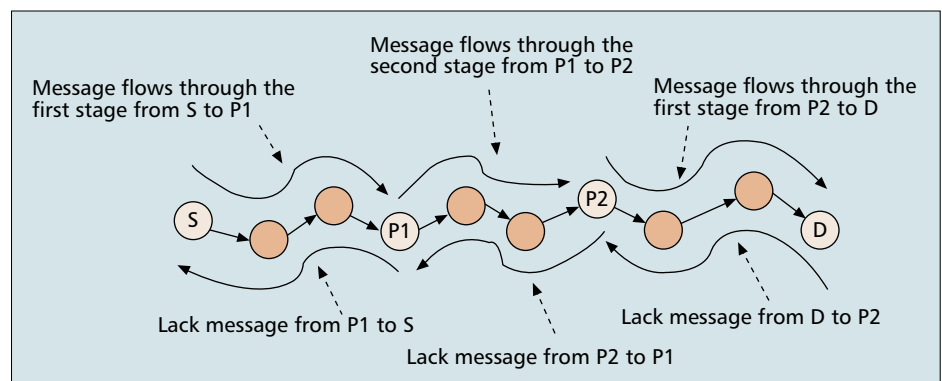 Message flows through the
first stage from S to P1
Message flows through the
second stage from P1 to P2
Message flows through the
first stage from P2 to D
S
P1
P2
D
Lack message from P1 to S
Lack message from P2 to P1
Lack message from D to P2